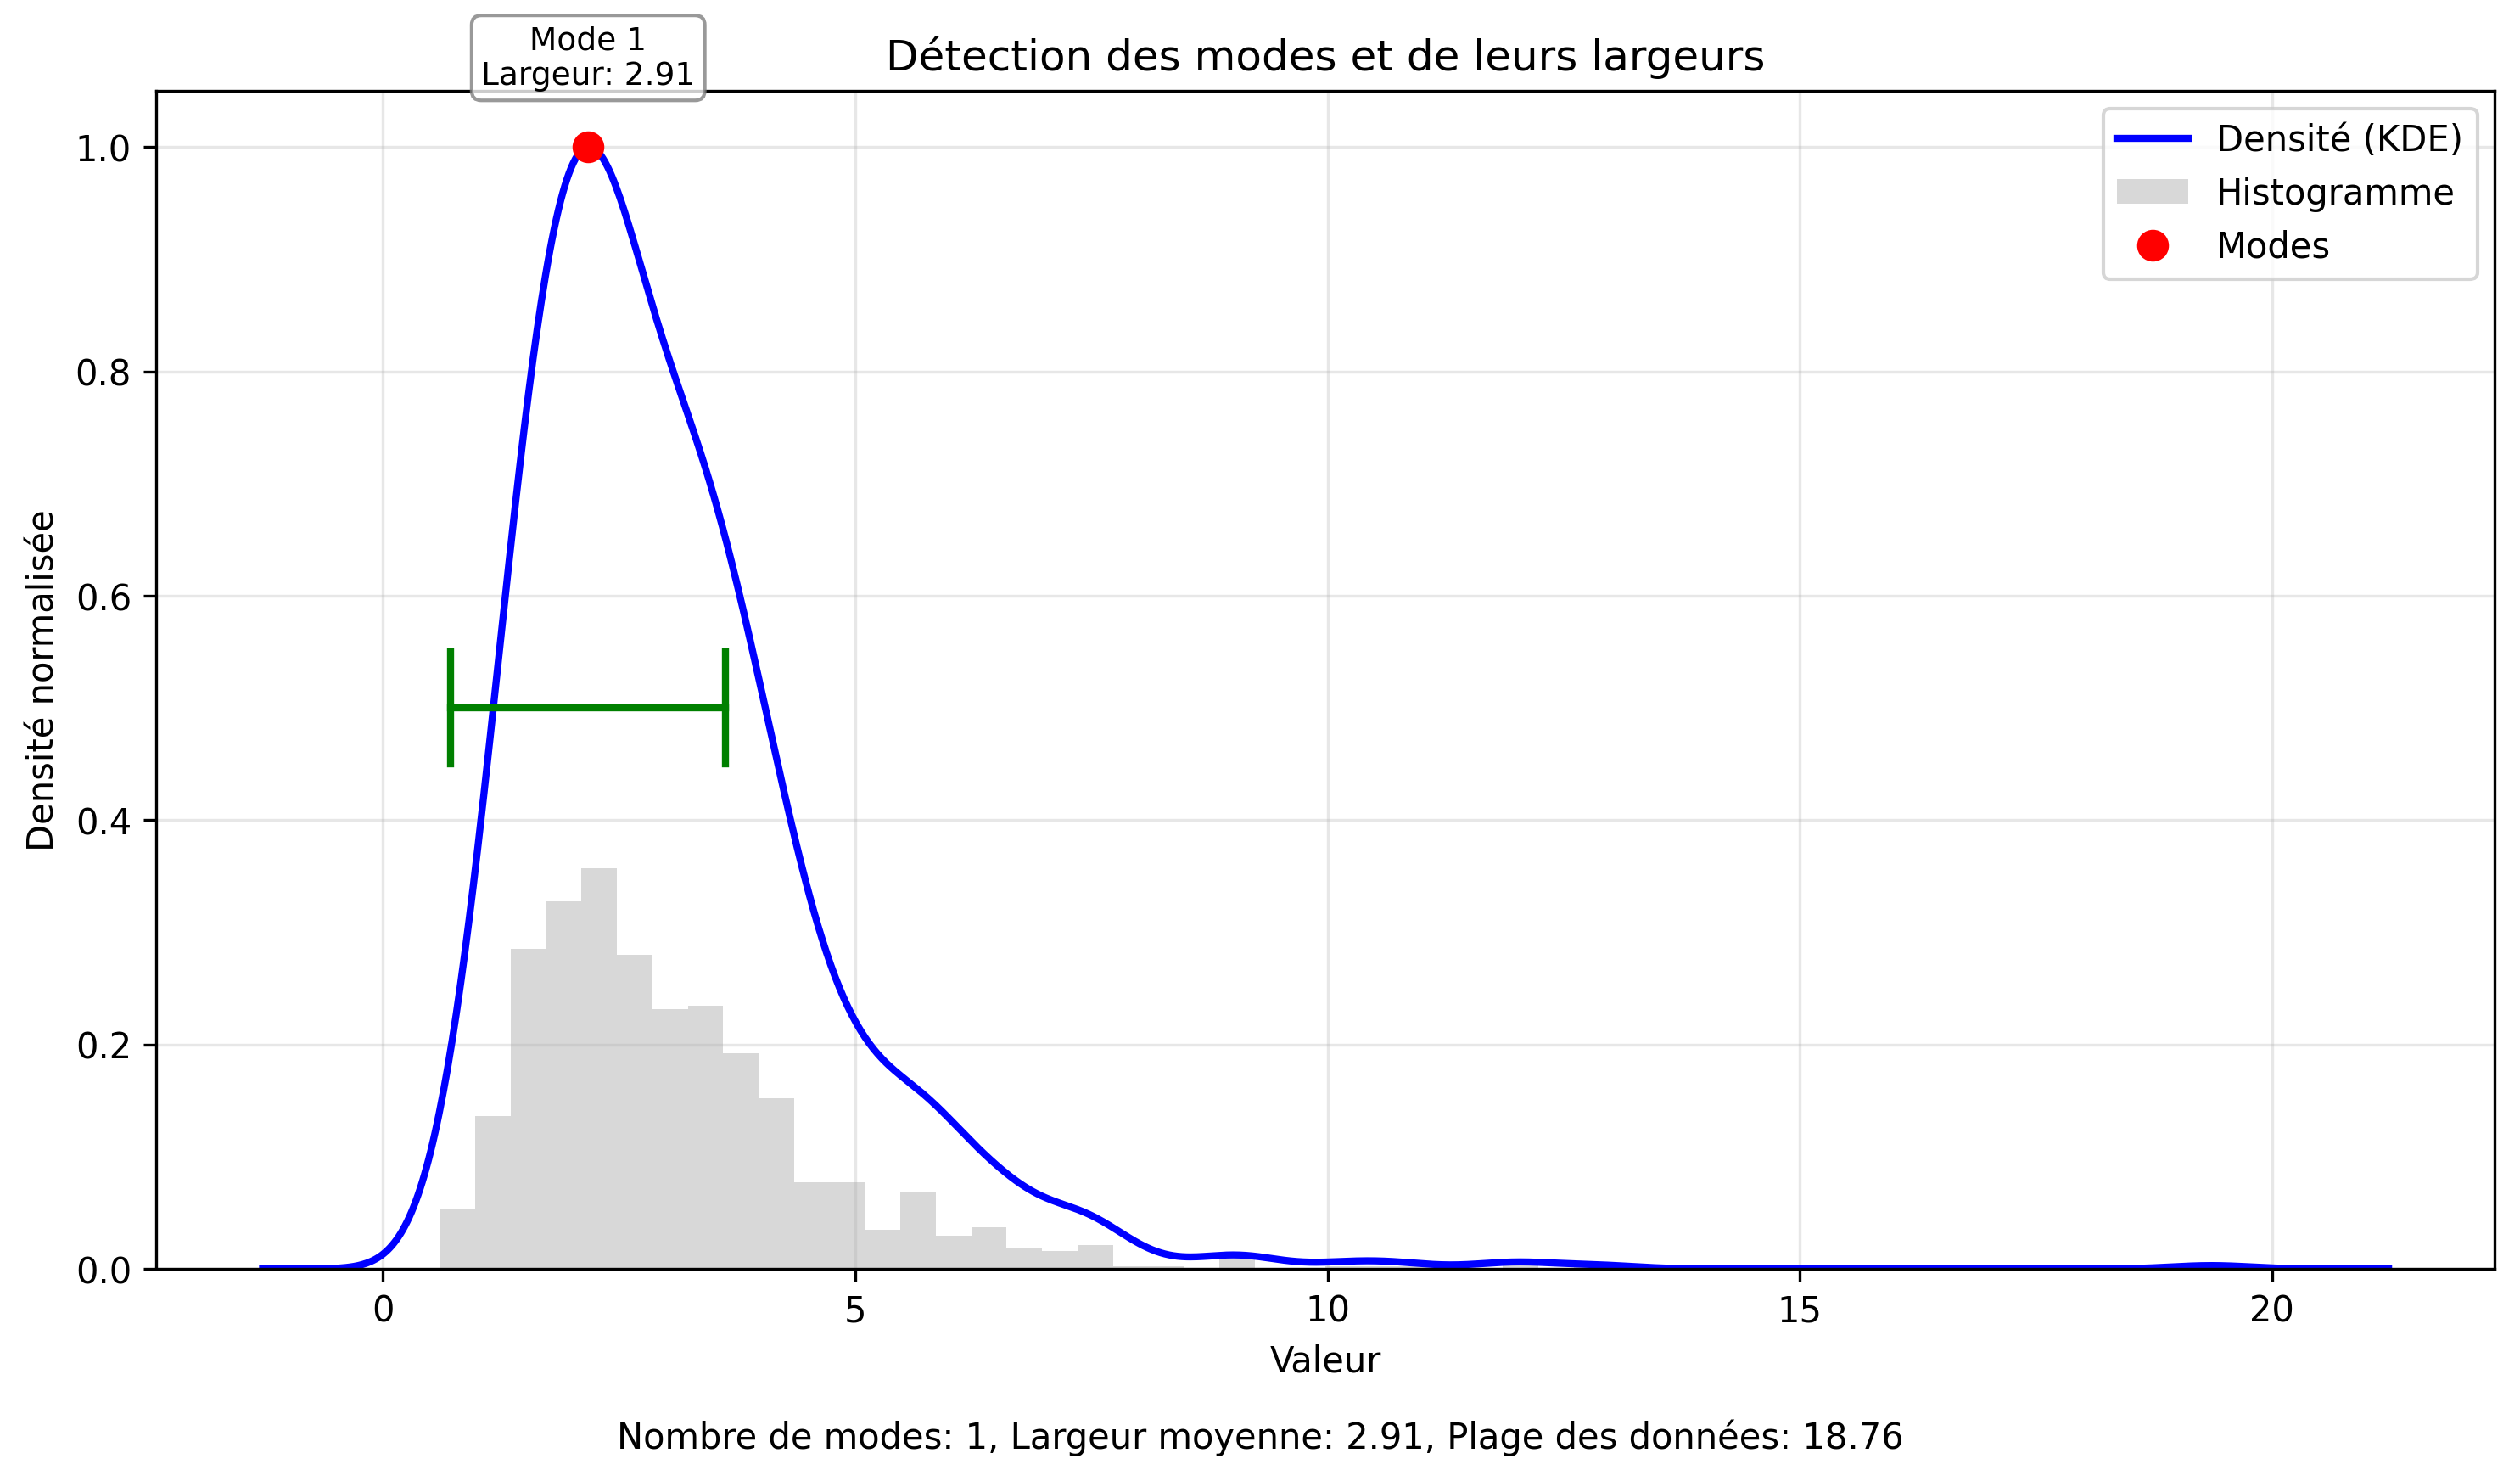 Mode 1
Largeur: 2.91
Détection des modes et de leurs largeurs
Densité (KDE)
Histogramme
Modes
Densité normalisée
1.0
0.8
0.6
0.4
0.2
0.0
0
5
10
15
20
Valeur
Nombre de modes: 1, Largeur moyenne: 2.91, Plage des données: 18.76